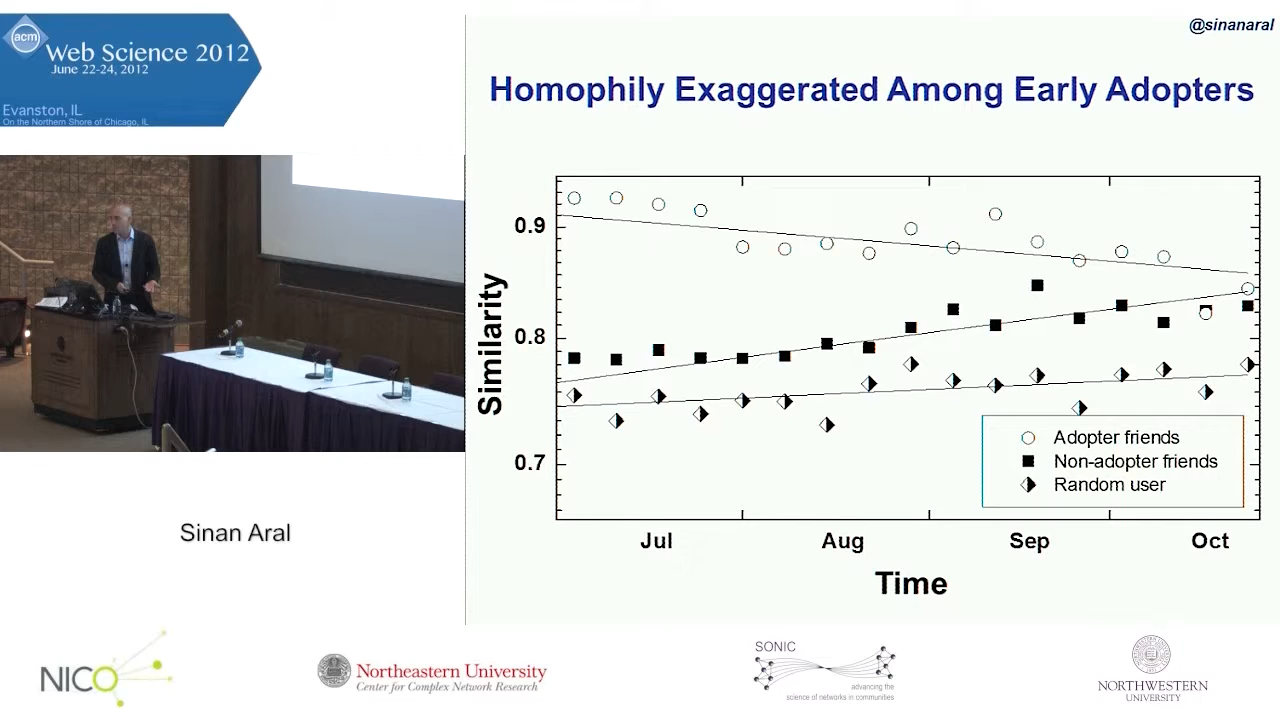 acm
Web Science 2012
June 22-24, 2012
Evanston, IL
On the Northern Shore of Chicago, IL
@sinanaral
Homophily Exaggerated Among Early Adopters
Similarity
0.9
0.8
0.7
Adopter friends
Non-adopter friends
Random user
Jul Aug Sep Oct
Time
Sinan Aral
NICO
Northeastern University
Center for Complex Network Research
SONIC
advancing the
science of networks in communities
NORTHWESTERN
UNIVERSITY